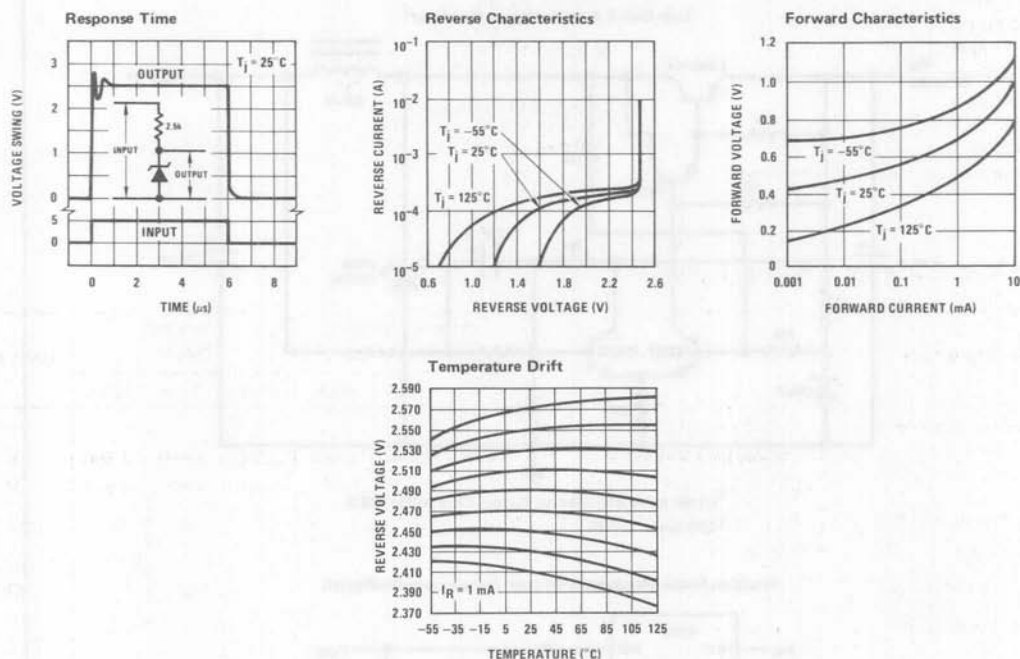 Response Time
VOLTAGE SWING (V)
3
2
1
0
5
0
OUTPUT
Tj = 25°C
2.5k
INPUT
OUTPUT
INPUT
0 2 4 6 8
TIME (μs)
Reverse Characteristics
REVERSE CURRENT (A)
10-1
10-2
10-3
10-4
10-5
Tj = −55°C
Tj = 25°C
Tj = 125°C
0.6 1.0 1.4 1.8 2.2 2.6
REVERSE VOLTAGE (V)
Forward Characteristics
FORWARD VOLTAGE (V)
1.2
1.0
0.8
0.6
0.4
0.2
0
Tj = −55°C
Tj = 25°C
Tj = 125°C
0.001 0.01 0.1 1 10
FORWARD CURRENT (mA)
Temperature Drift
REVERSE VOLTAGE (V)
2.590
2.570
2.550
2.530
2.510
2.490
2.470
2.450
2.430
2.410
2.390
2.370
IR = 1 mA
−55 −35 −15 5 25 45 65 85 105 125
TEMPERATURE (°C)